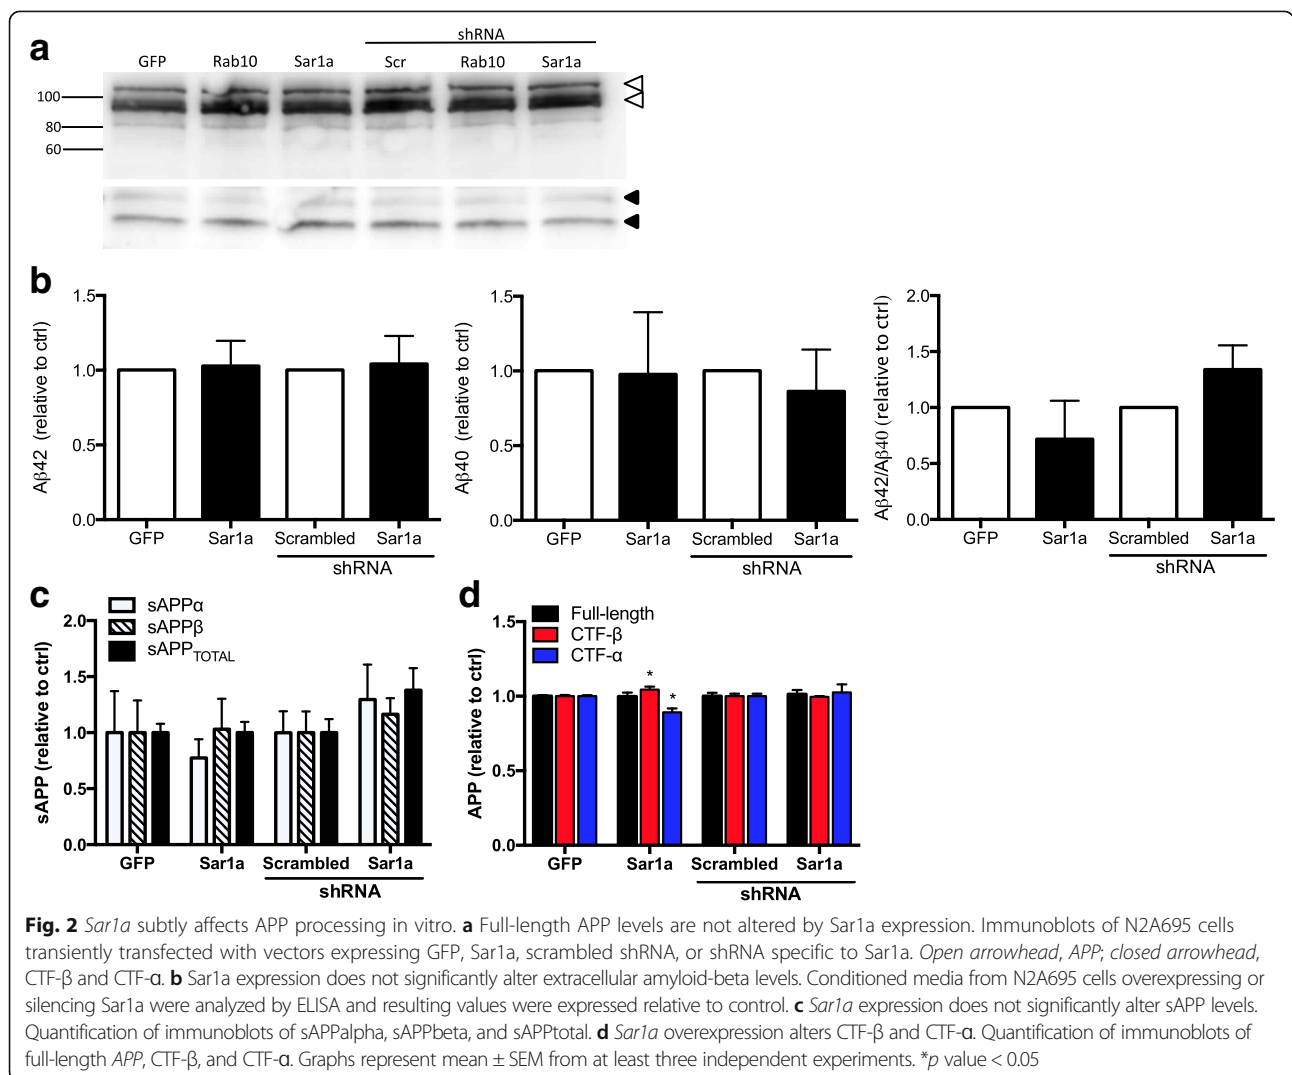 a
shRNA
GFP Rab10 Sar1a Scr Rab10 Sar1a
100
80
60
b
Aβ42 (relative to ctrl)
1.5
1.0
0.5
0.0
GFP Sar1a Scrambled Sar1a
shRNA
Aβ40 (relative to ctrl)
1.5
1.0
0.5
0.0
GFP Sar1a Scrambled Sar1a
shRNA
Aβ42/Aβ40 (relative to ctrl)
2.0
1.5
1.0
0.5
0.0
GFP Sar1a Scrambled Sar1a
shRNA
c
sAPPα
sAPPβ
sAPPTOTAL
sAPP (relative to ctrl)
2.0
1.5
1.0
0.5
0.0
GFP Sar1a Scrambled Sar1a
shRNA
d
Full-length
CTF-β
CTF-α
APP (relative to ctrl)
1.5
1.0
0.5
0.0
* *
GFP Sar1a Scrambled Sar1a
shRNA
Fig. 2 Sar1a subtly affects APP processing in vitro. a Full-length APP levels are not altered by Sar1a expression. Immunoblots of N2A695 cells
transiently transfected with vectors expressing GFP, Sar1a, scrambled shRNA, or shRNA specific to Sar1a. Open arrowhead, APP; closed arrowhead,
CTF-β and CTF-α. b Sar1a expression does not significantly alter extracellular amyloid-beta levels. Conditioned media from N2A695 cells overexpressing or
silencing Sar1a were analyzed by ELISA and resulting values were expressed relative to control. c Sar1a expression does not significantly alter sAPP levels.
Quantification of immunoblots of sAPPalpha, sAPPbeta, and sAPPtotal. d Sar1a overexpression alters CTF-β and CTF-α. Quantification of immunoblots of
full-length APP, CTF-β, and CTF-α. Graphs represent mean ± SEM from at least three independent experiments. *p value < 0.05